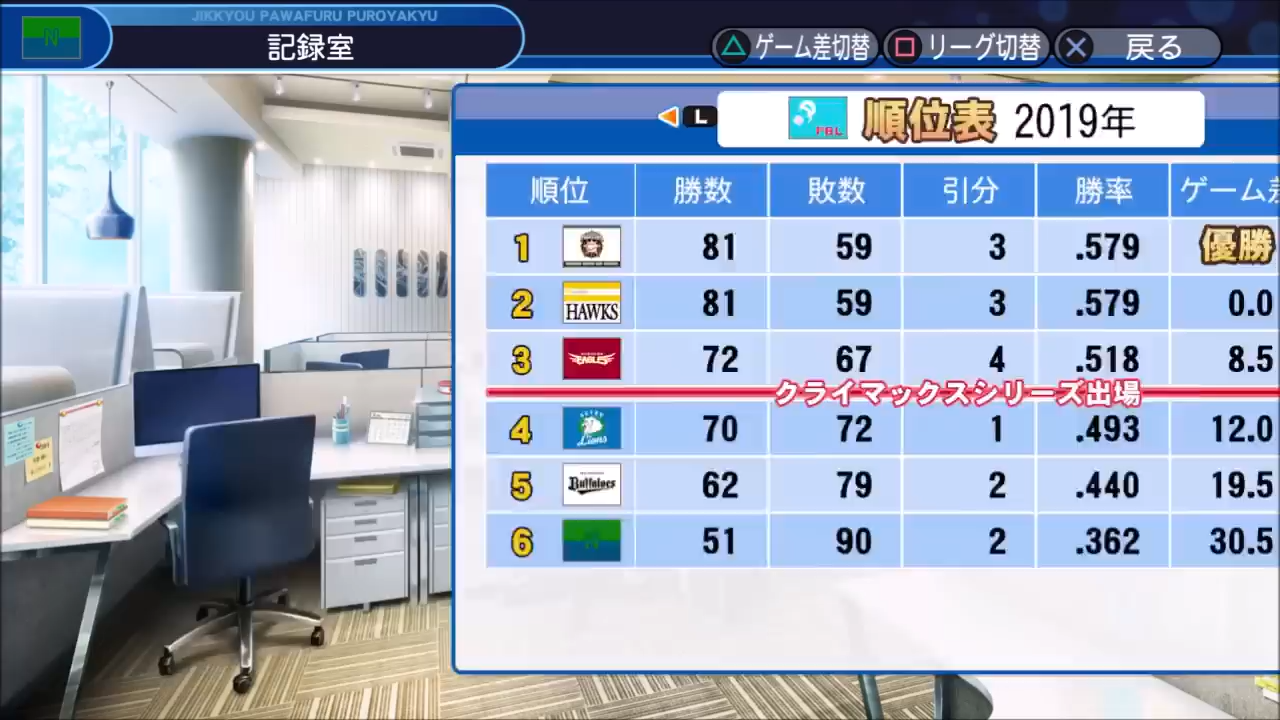 JIKKYOU PAWAFURU PUROYAKYU
N
記録室
ゲーム差切替 リーグ切替 戻る
L
FBL 順位表 2019年
順位 勝数 敗数 引分 勝率 ゲーム差
1 81 59 3 .579 優勝
2 HAWKS 81 59 3 .579 0.0
3 EAGLES 72 67 4 .518 8.5
クライマックスシリーズ出場
4 Lions 70 72 1 .493 12.0
5 Buffaloes 62 79 2 .440 19.5
6 N 51 90 2 .362 30.5